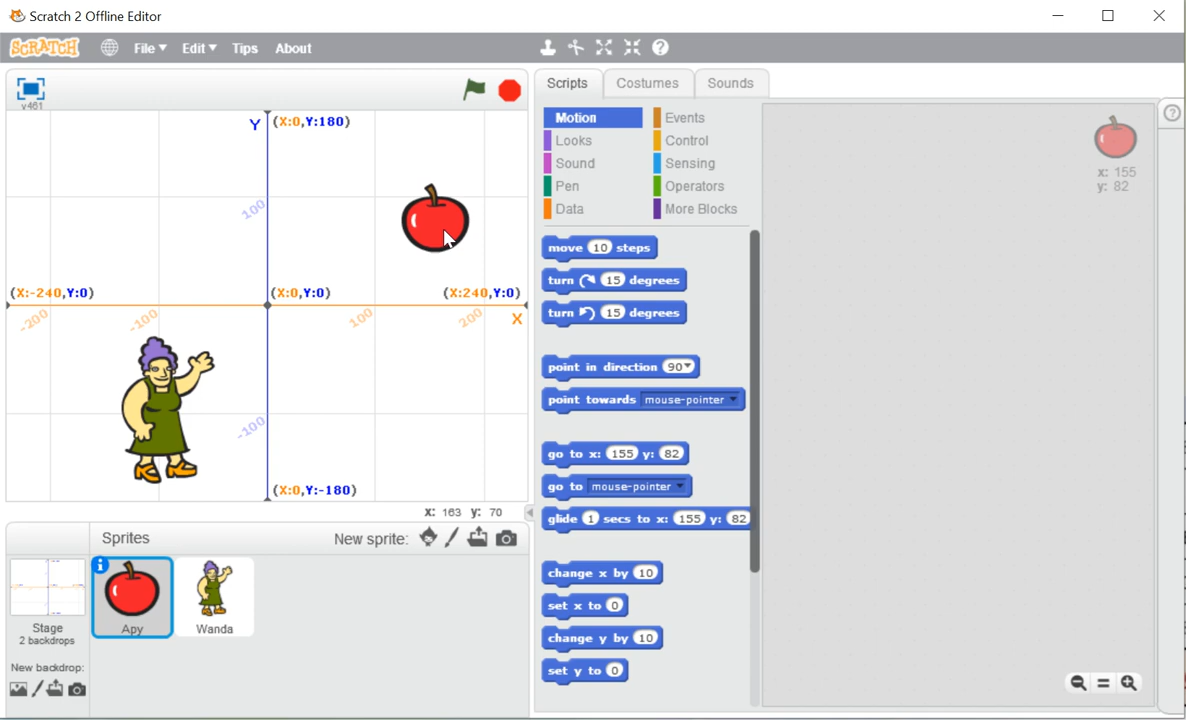 Scratch 2 Offline Editor
SCRATCH File Edit Tips About
v461
Y (X:0,Y:180)
100
(X:-240,Y:0) (X:0,Y:0) (X:240,Y:0)
-200 -100 100 200 X
-100
(X:0,Y:-180)
x: 163 y: 70
Sprites New sprite:
Apy
Wanda
Stage
2 backdrops
New backdrop:
Scripts Costumes Sounds
Motion Events
Looks Control
Sound Sensing
Pen Operators
Data More Blocks
move 10 steps
turn 15 degrees
turn 15 degrees
point in direction 90
point towards mouse-pointer
go to x: 155 y: 82
go to mouse-pointer
glide 1 secs to x: 155 y: 82
change x by 10
set x to 0
change y by 10
set y to 0
x: 155
y: 82